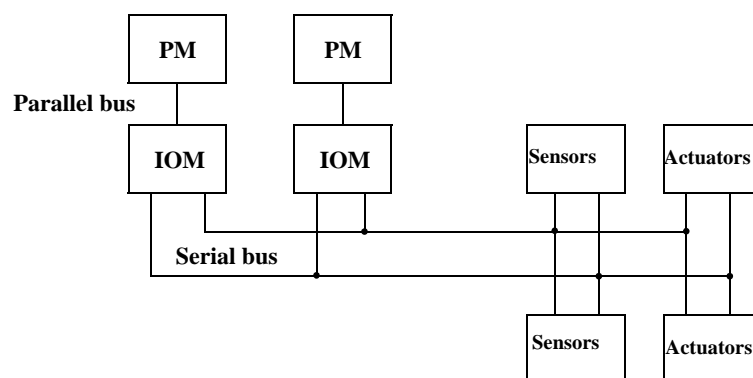 PM
PM
Parallel bus
IOM
IOM
Sensors
Actuators
Serial bus
Sensors
Actuators